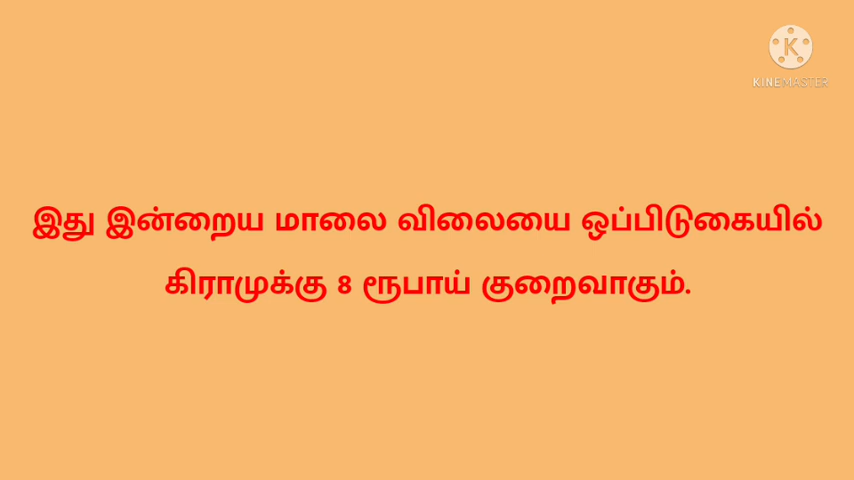 KINEMASTER
இது இன்றைய மாலை விலையை ஒப்பிடுகையில்
கிராமுக்கு 8 ரூபாய் குறைவாகும்.